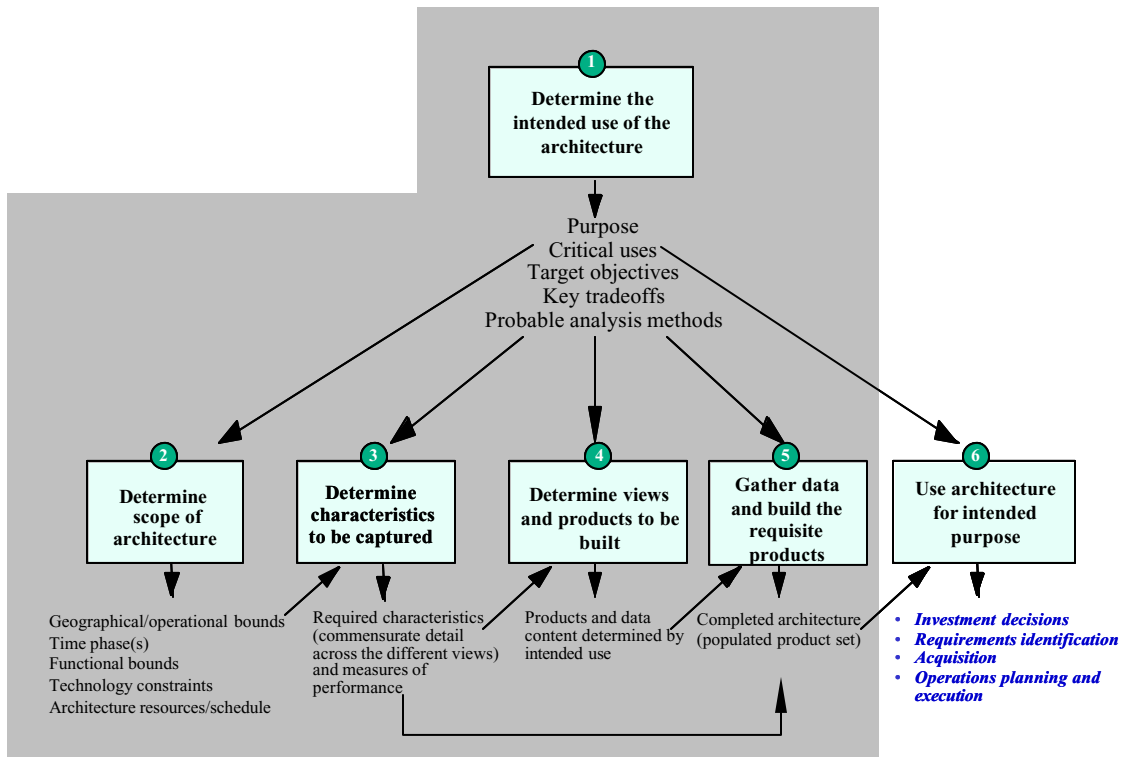 1
Determine the
intended use of the
architecture
Purpose
Critical uses
Target objectives
Key tradeoffs
Probable analysis methods
2
Determine
scope of
architecture
Geographical/operational bounds
Time phase(s)
Functional bounds
Technology constraints
Architecture resources/schedule
3
Determine
characteristics
to be captured
Required characteristics
(commensurate detail
across the different views)
and measures of
performance
4
Determine views
and products to be
built
Products and data
content determined by
intended use
5
Gather data
and build the
requisite
products
Completed architecture
(populated product set)
6
Use architecture
for intended
purpose
• Investment decisions
• Requirements identification
• Acquisition
• Operations planning and
execution